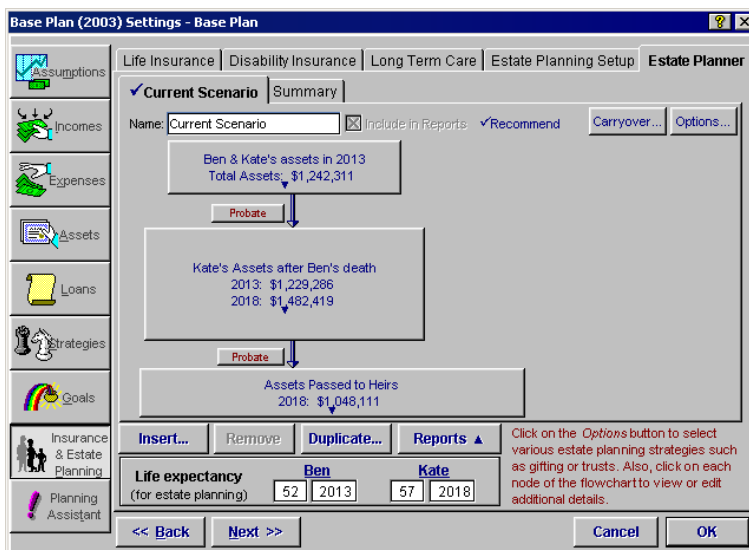 Base Plan (2003) Settings - Base Plan
Assumptions
Incomes
Expenses
Assets
Loans
Strategies
Goals
Insurance
& Estate
Planning
Planning
Assistant
Life Insurance
Disability Insurance
Long Term Care
Estate Planning Setup
Estate Planner
Current Scenario
Summary
Name: Current Scenario
Include in Reports
Recommend
Carryover...
Options...
Ben & Kate's assets in 2013
Total Assets: $1,242,311
Probate
Kate's Assets after Ben's death
2013: $1,229,286
2018: $1,482,419
Probate
Assets Passed to Heirs
2018: $1,048,111
Insert...
Remove
Duplicate...
Reports ▲
Click on the Options button to select
various estate planning strategies such
as gifting or trusts. Also, click on each
node of the flowchart to view or edit
additional details.
Life expectancy
(for estate planning)
Ben
52 2013
Kate
57 2018
<< Back
Next >>
Cancel
OK